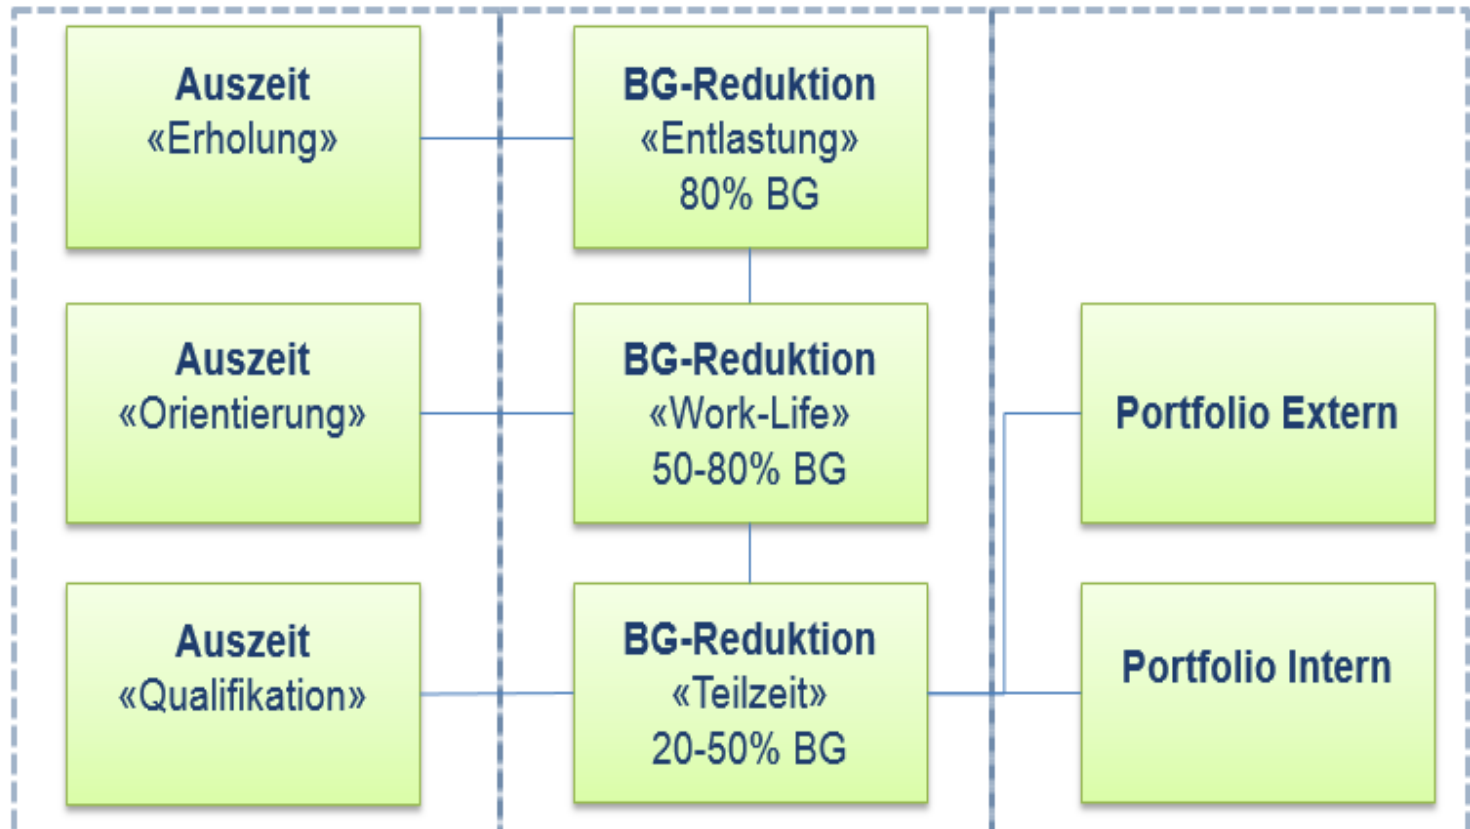 Auszeit
«Erholung»
BG-Reduktion
«Entlastung»
80% BG
Auszeit
«Orientierung»
BG-Reduktion
«Work-Life»
50-80% BG
Portfolio Extern
Auszeit
«Qualifikation»
BG-Reduktion
«Teilzeit»
20-50% BG
Portfolio Intern